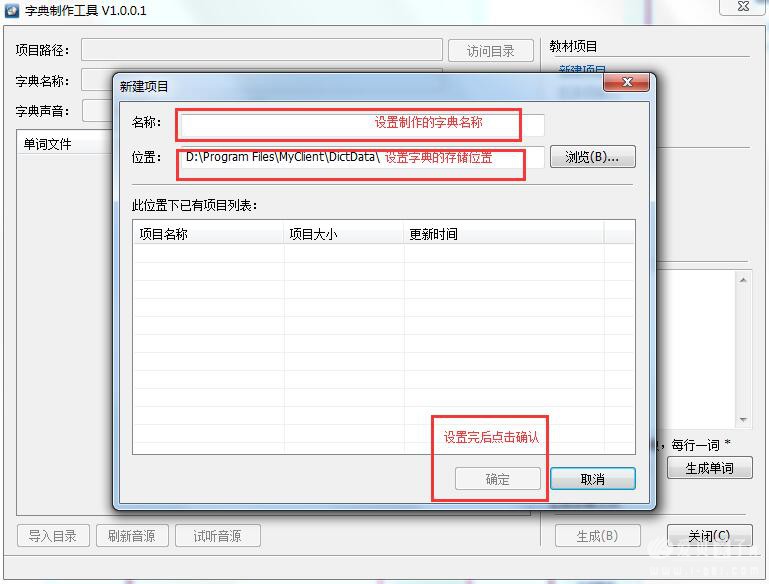 字典制作工具 V1.0.0.1
项目路径：
访问目录
教材项目
新建项目
字典名称：
字典声音：
单词文件
新建项目
名称：
设置制作的字典名称
位置：
D:\Program Files\MyClient\DictData\ 设置字典的存储位置
浏览(B)...
此位置下已有项目列表：
项目名称 项目大小 更新时间
设置完后点击确认
确定
取消
，每行一词 *
生成单词
导入目录
刷新音源
试听音源
生成(B)
关闭(C)